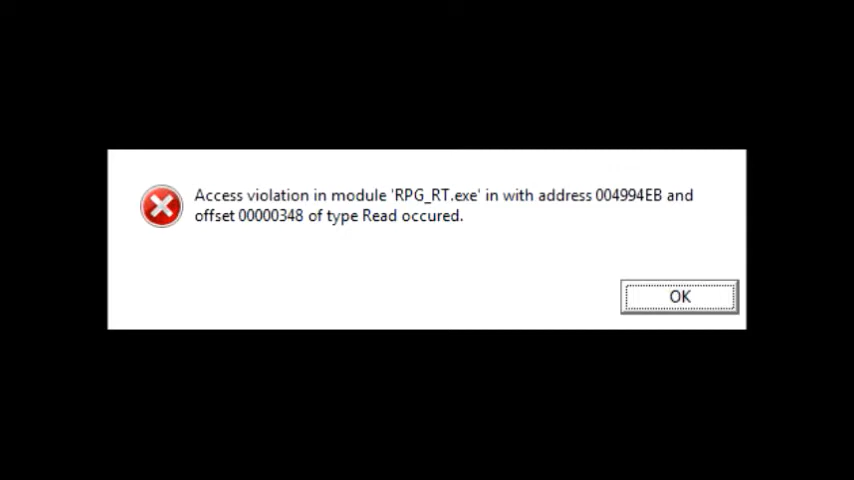 Access violation in module 'RPG_RT.exe' in with address 004994EB and
offset 00000348 of type Read occured.
OK